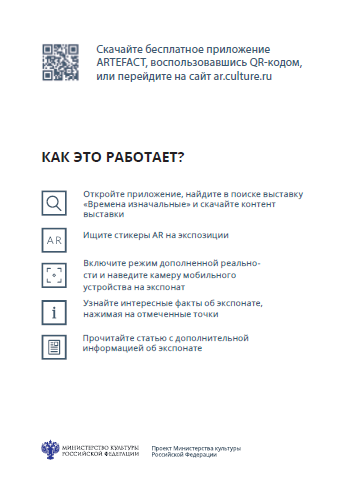 Скачайте бесплатное приложение
ARTEFACT, воспользовавшись QR-кодом,
или перейдите на сайт ar.culture.ru
КАК ЭТО РАБОТАЕТ?
Откройте приложение, найдите в поиске выставку
«Времена изначальные» и скачайте контент
выставки
AR
Ищите стикеры AR на экспозиции
Включите режим дополненной реально-
сти и наведите камеру мобильного
устройства на экспонат
i
Узнайте интересные факты об экспонате,
нажимая на отмеченные точки
Прочитайте статью с дополнительной
информацией об экспонате
МИНИСТЕРСТВО КУЛЬТУРЫ
РОССИЙСКОЙ ФЕДЕРАЦИИ
Проект Министерства культуры
Российской Федерации